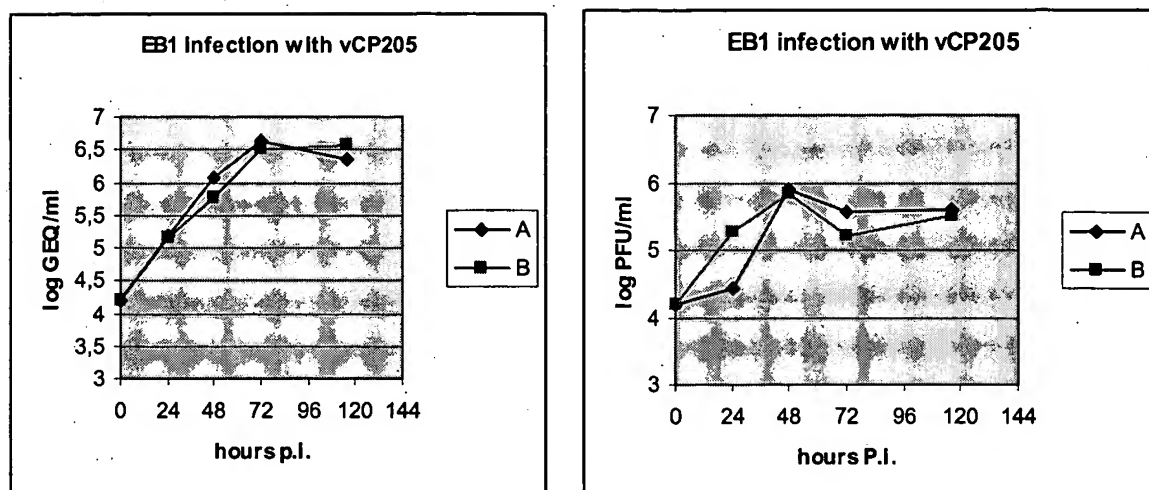 EB1 infection with vCP205
log GEQ/ml
7
6,5
6
5,5
5
4,5
4
3,5
3
0 24 48 72 96 120 144
hours p.i.
A
B
EB1 infection with vCP205
log PFU/ml
7
6
5
4
3
0 24 48 72 96 120 144
hours P.I.
A
B